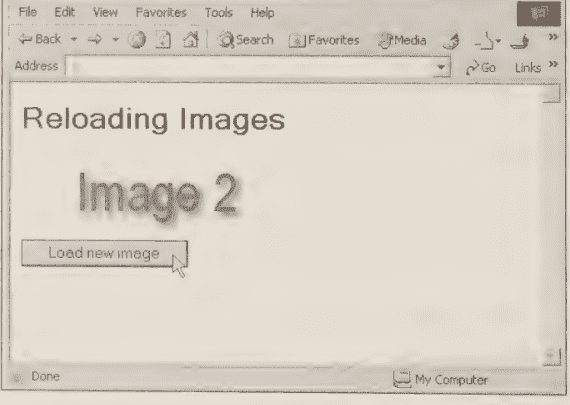 File Edit View Favorites Tools Help
Back Search Favorites Media »
Address Go Links »
Reloading Images
Image 2
Load new image
Done My Computer